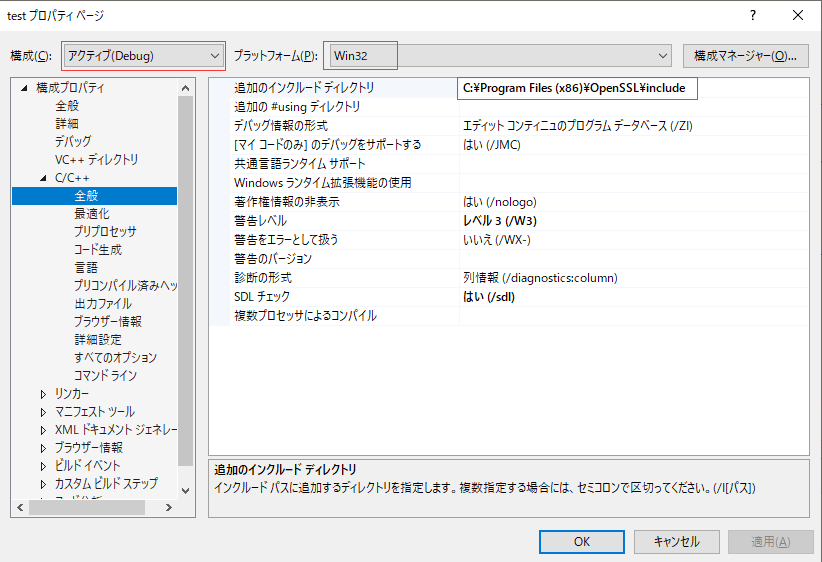 test プロパティ ページ
構成(C): アクティブ(Debug) プラットフォーム(P): Win32 構成マネージャー(O)...
構成プロパティ
全般
詳細
デバッグ
VC++ ディレクトリ
C/C++
全般
最適化
プリプロセッサ
コード生成
言語
プリコンパイル済みヘッ
出力ファイル
ブラウザー情報
詳細設定
すべてのオプション
コマンド ライン
リンカー
マニフェスト ツール
XML ドキュメント ジェネレー
ブラウザー情報
ビルド イベント
カスタム ビルド ステップ
追加のインクルード ディレクトリ C:¥Program Files (x86)¥OpenSSL¥include
追加の #using ディレクトリ
デバッグ情報の形式 エディット コンティニュのプログラム データベース (/ZI)
[マイ コードのみ] のデバッグをサポートする はい (/JMC)
共通言語ランタイム サポート
Windows ランタイム拡張機能の使用
著作権情報の非表示 はい (/nologo)
警告レベル レベル 3 (/W3)
警告をエラーとして扱う いいえ (/WX-)
警告のバージョン
診断の形式 列情報 (/diagnostics:column)
SDL チェック はい (/sdl)
複数プロセッサによるコンパイル
追加のインクルード ディレクトリ
インクルード パスに追加するディレクトリを指定します。複数指定する場合には、セミコロンで区切ってください。(/I[パス])
OK キャンセル 適用(A)